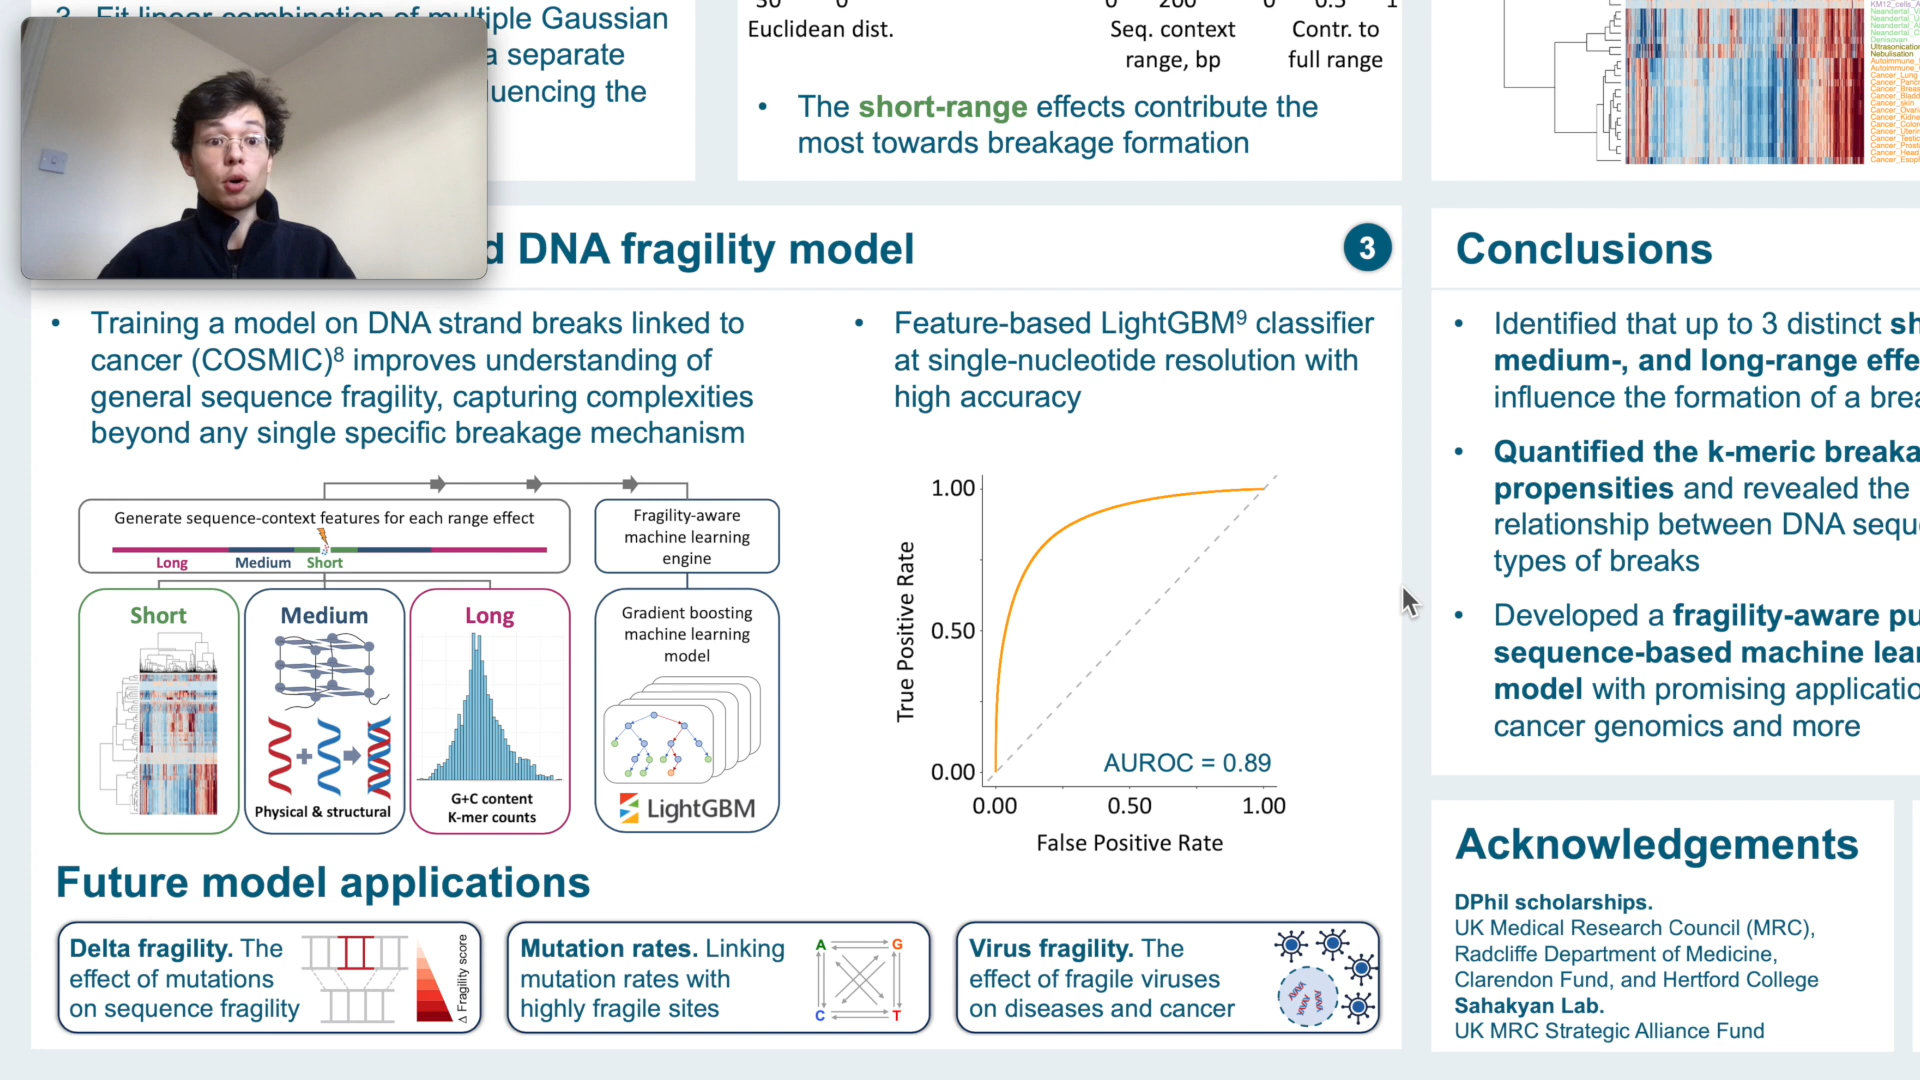 3. Fit linear combination of multiple Gaussian
a separate
uencing the
50
0
Euclidean dist.
0
200
0
0.5
1
Seq. context
range, bp
Contr. to
full range
• The short-range effects contribute the
most towards breakage formation
KM12_cells_A
Ultrasonication
Nebulisation
d DNA fragility model
3
• Training a model on DNA strand breaks linked to
cancer (COSMIC)8 improves understanding of
general sequence fragility, capturing complexities
beyond any single specific breakage mechanism
• Feature-based LightGBM9 classifier
at single-nucleotide resolution with
high accuracy
Generate sequence-context features for each range effect
Long
Medium
Short
Fragility-aware
machine learning
engine
Short
Medium
Physical & structural
Long
G+C content
K-mer counts
Gradient boosting
machine learning
model
LightGBM
True Positive Rate
1.00
0.50
0.00
0.00
0.50
1.00
False Positive Rate
AUROC = 0.89
Future model applications
Delta fragility. The
effect of mutations
on sequence fragility
Δ Fragility score
Mutation rates. Linking
mutation rates with
highly fragile sites
A
G
C
T
Virus fragility. The
effect of fragile viruses
on diseases and cancer
Conclusions
• Identified that up to 3 distinct sh
medium-, and long-range effe
influence the formation of a brea
• Quantified the k-meric breaka
propensities and revealed the
relationship between DNA sequ
types of breaks
• Developed a fragility-aware pu
sequence-based machine lear
model with promising applicatio
cancer genomics and more
Acknowledgements
DPhil scholarships.
UK Medical Research Council (MRC),
Radcliffe Department of Medicine,
Clarendon Fund, and Hertford College
Sahakyan Lab.
UK MRC Strategic Alliance Fund